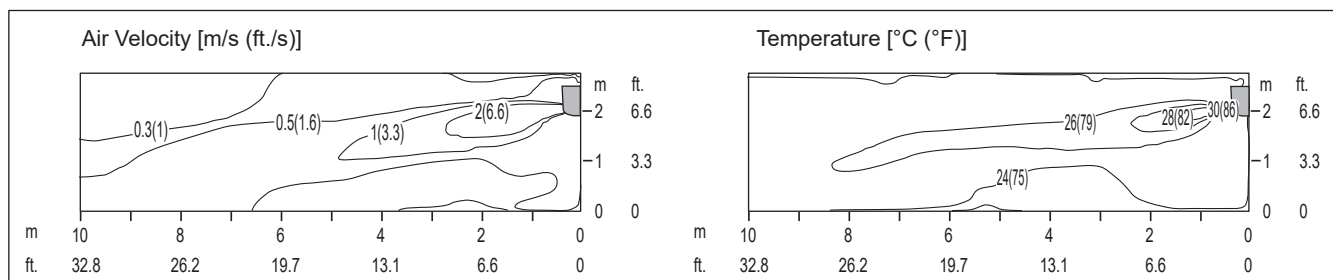 Air Velocity [m/s (ft./s)]
m ft.
2 6.6
1 3.3
0 0
0.3(1)
0.5(1.6)
1(3.3)
2(6.6)
m 10 8 6 4 2 0
ft. 32.8 26.2 19.7 13.1 6.6 0
Temperature [°C (°F)]
m ft.
2 6.6
1 3.3
0 0
26(79)
28(82)
30(86)
24(75)
m 10 8 6 4 2 0
ft. 32.8 26.2 19.7 13.1 6.6 0